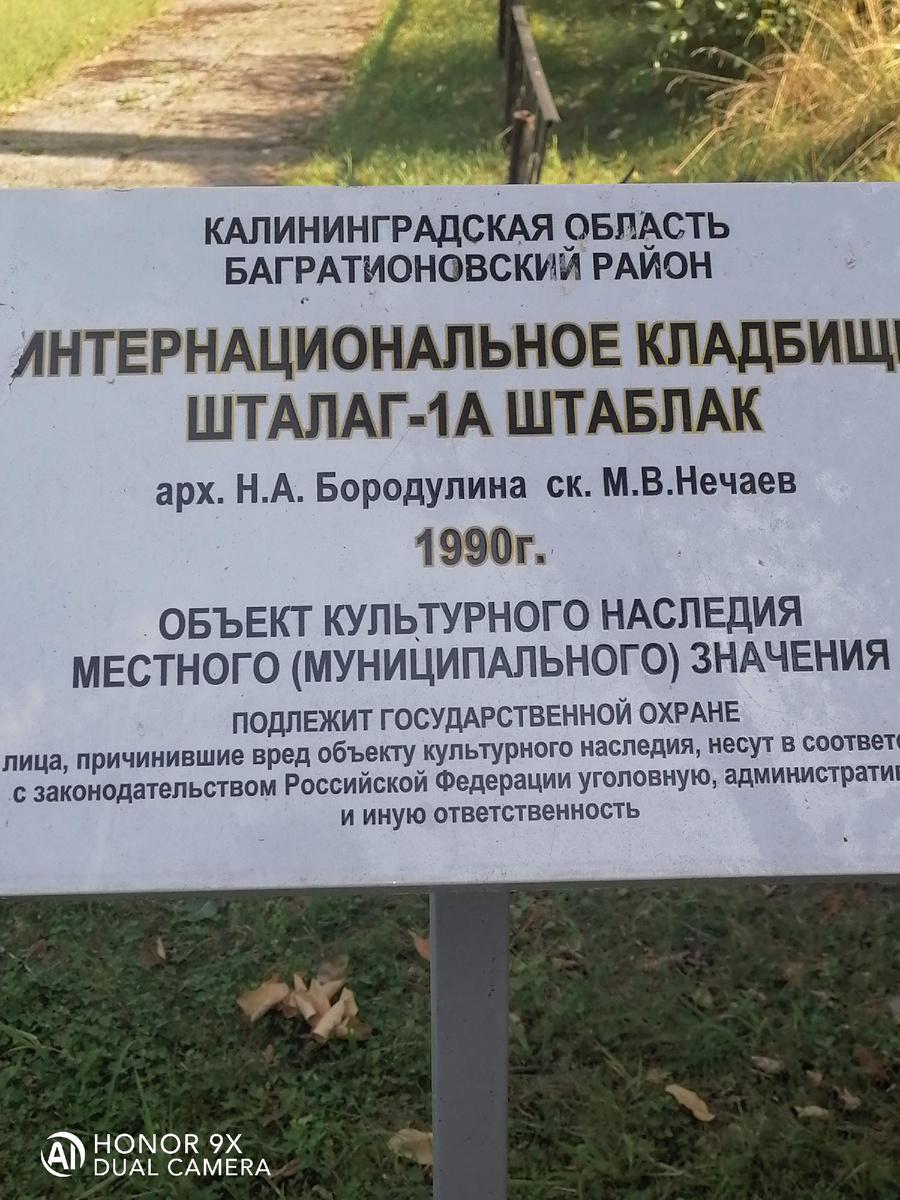 КАЛИНИНГРАДСКАЯ ОБЛАСТЬ
БАГРАТИОНОВСКИЙ РАЙОН
ИНТЕРНАЦИОНАЛЬНОЕ КЛАДБИЩ
ШТАЛАГ-1А ШТАБЛАК
арх. Н.А. Бородулина ск. М.В.Нечаев
1990г.
ОБЪЕКТ КУЛЬТУРНОГО НАСЛЕДИЯ
МЕСТНОГО (МУНИЦИПАЛЬНОГО) ЗНАЧЕНИЯ
ПОДЛЕЖИТ ГОСУДАРСТВЕННОЙ ОХРАНЕ
лица, причинившие вред объекту культурного наследия, несут в соответс
с законодательством Российской Федерации уголовную, административ
и иную ответственность
HONOR 9X
DUAL CAMERA